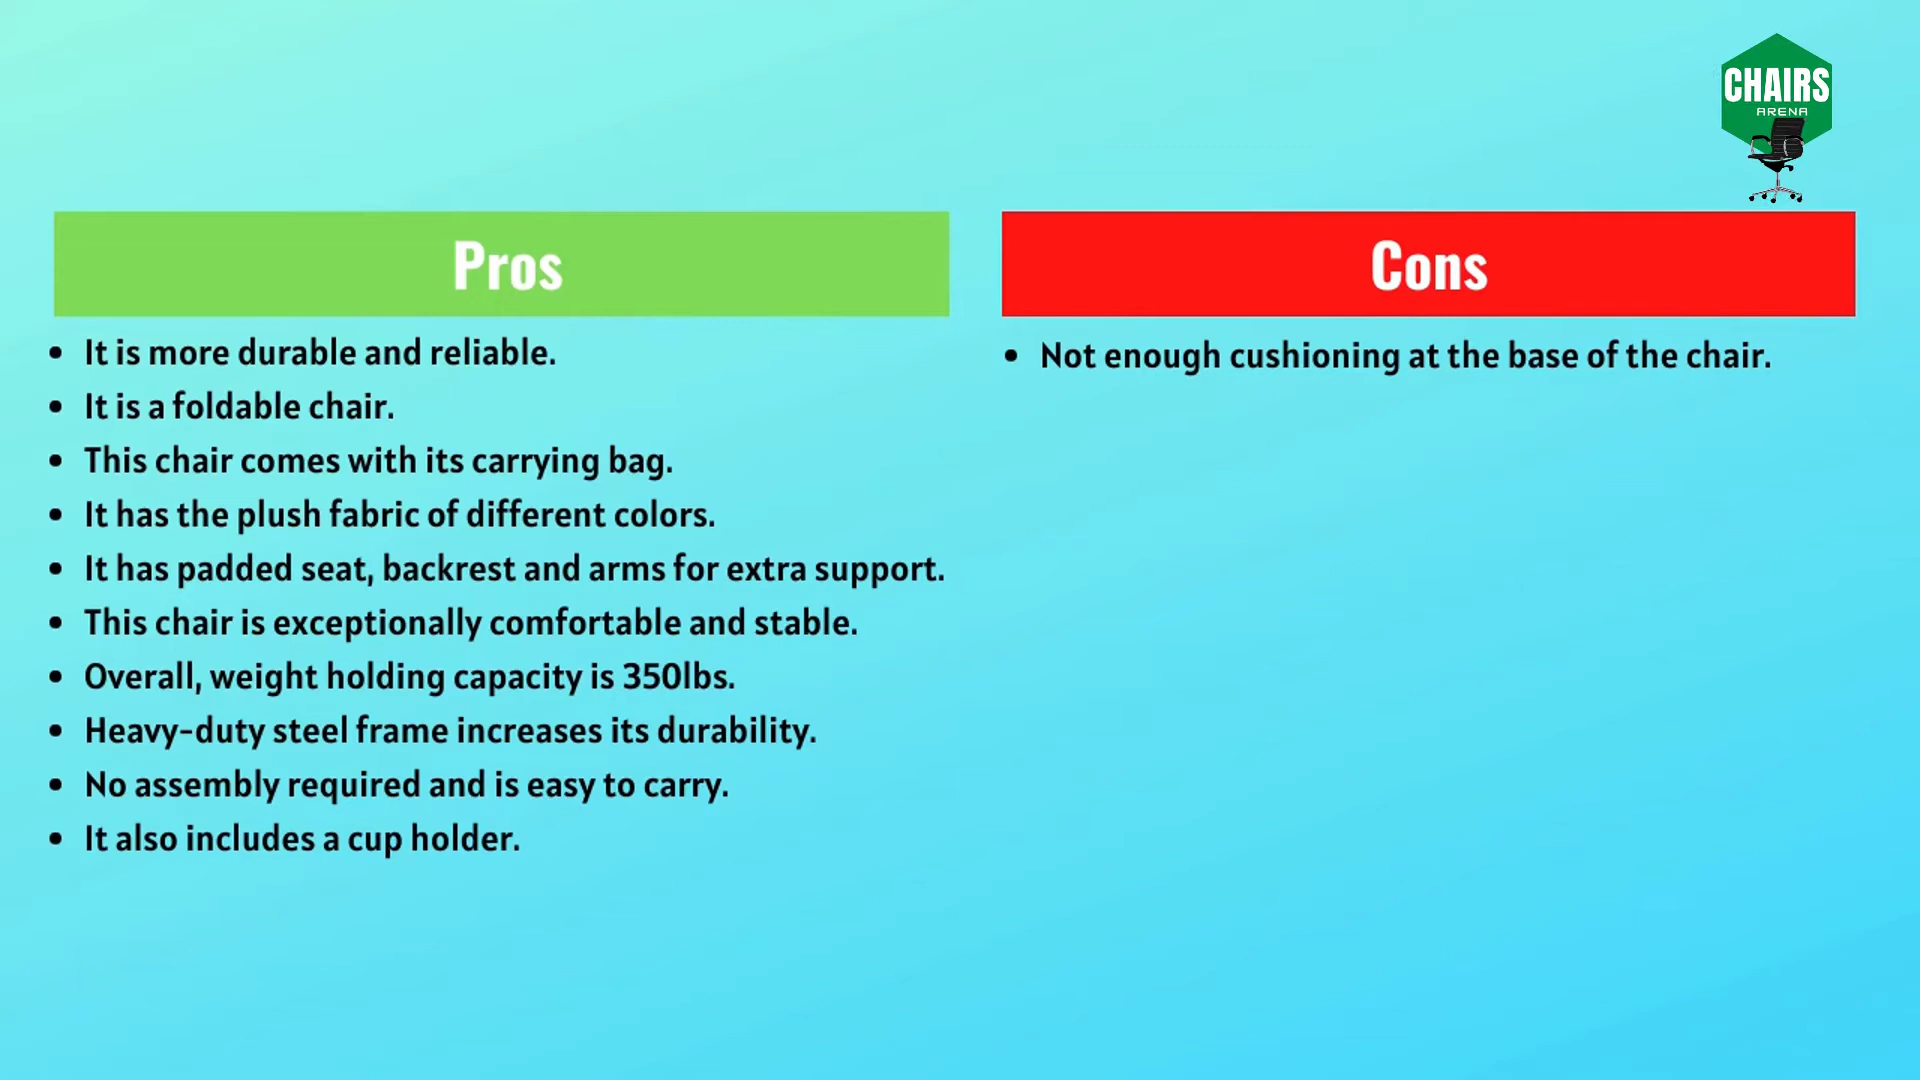 CHAIRS
ARENA
Pros
• It is more durable and reliable.
• It is a foldable chair.
• This chair comes with its carrying bag.
• It has the plush fabric of different colors.
• It has padded seat, backrest and arms for extra support.
• This chair is exceptionally comfortable and stable.
• Overall, weight holding capacity is 350lbs.
• Heavy-duty steel frame increases its durability.
• No assembly required and is easy to carry.
• It also includes a cup holder.
Cons
• Not enough cushioning at the base of the chair.